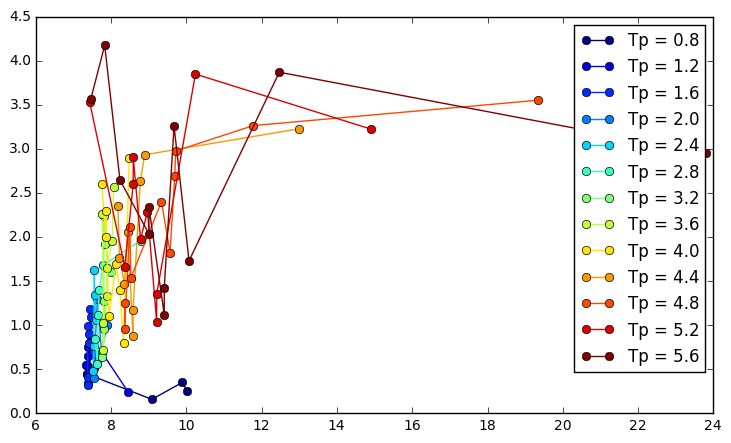 4.5
4.0
3.5
3.0
2.5
2.0
1.5
1.0
0.5
0.0
6 8 10 12 14 16 18 20 22 24
Tp = 0.8
Tp = 1.2
Tp = 1.6
Tp = 2.0
Tp = 2.4
Tp = 2.8
Tp = 3.2
Tp = 3.6
Tp = 4.0
Tp = 4.4
Tp = 4.8
Tp = 5.2
Tp = 5.6